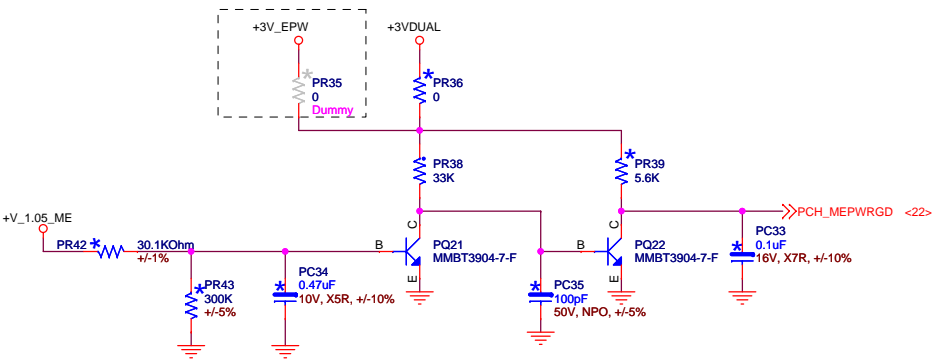 +3V_EPW
+3VDUAL
* PR35
0
Dummy
* PR36
0
PR38
33K
* PR39
5.6K
+V_1.05_ME
PR42 * 30.1KOhm
+/-1%
* PR43
300K
+/-5%
* PC34
0.47uF
10V, X5R, +/-10%
B
C
E
PQ21
MMBT3904-7-F
* PC35
100pF
50V, NPO, +/-5%
B
C
E
PQ22
MMBT3904-7-F
PCH_MEPWRGD <22>
* PC33
0.1uF
16V, X7R, +/-10%